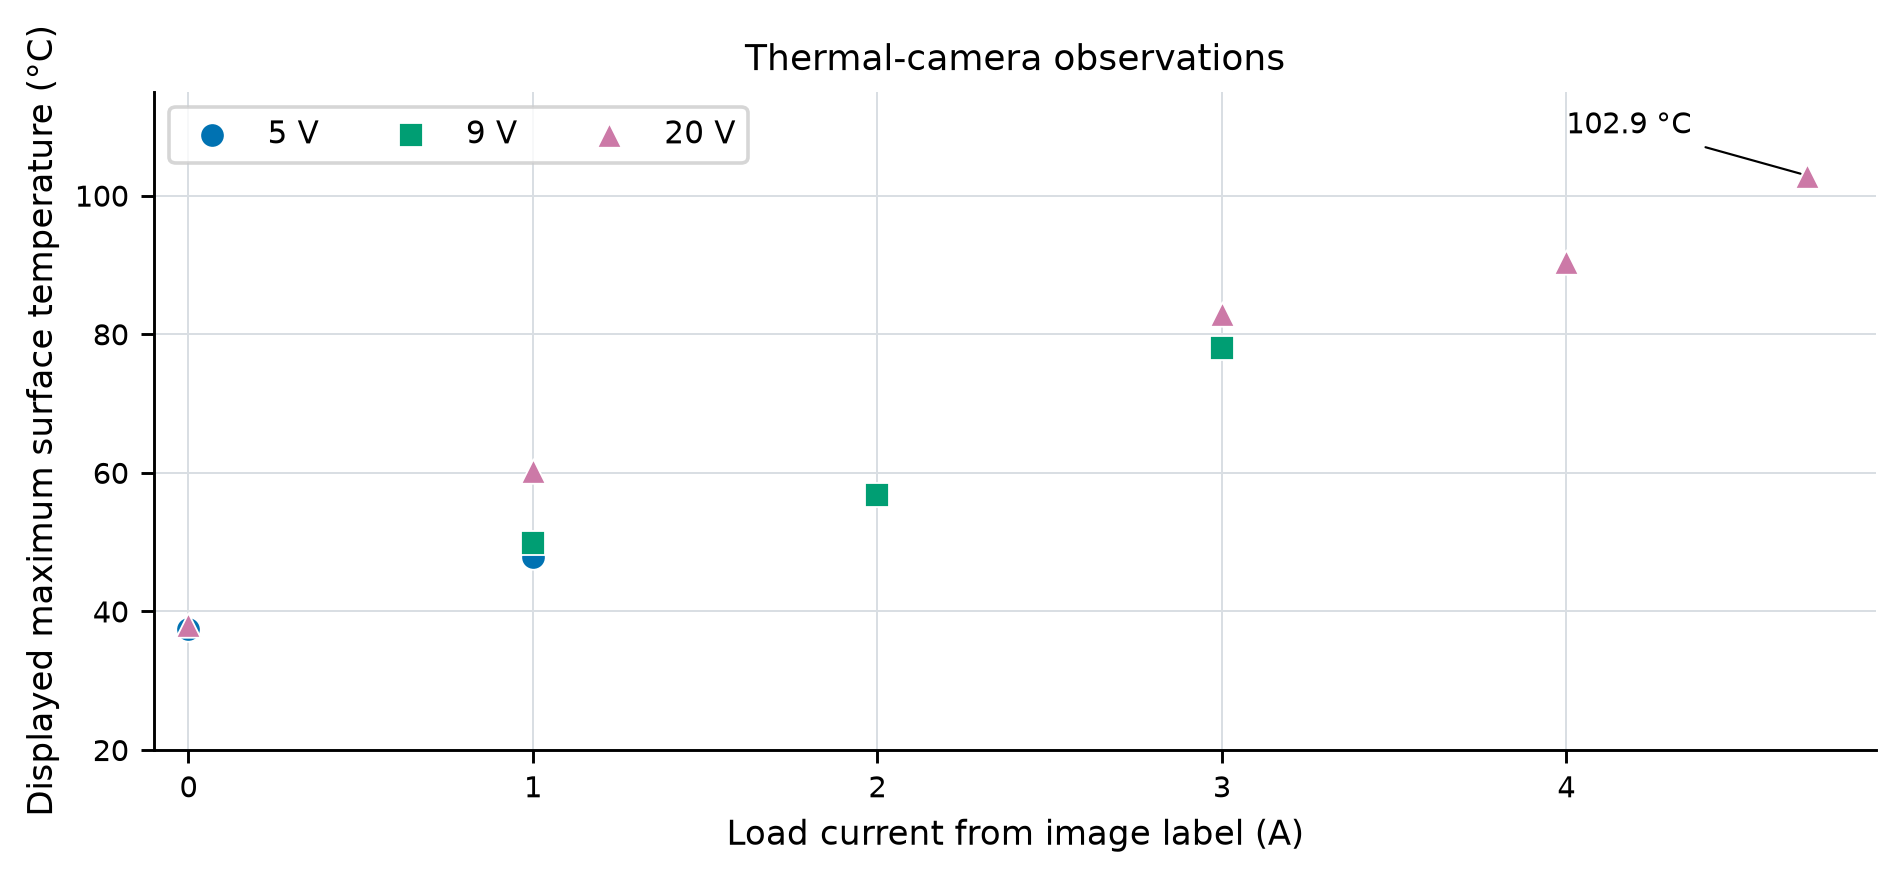 Thermal-camera observations
5 V
9 V
20 V
102.9 °C
Displayed maximum surface temperature (°C)
100
80
60
40
20
0
1
2
3
4
Load current from image label (A)